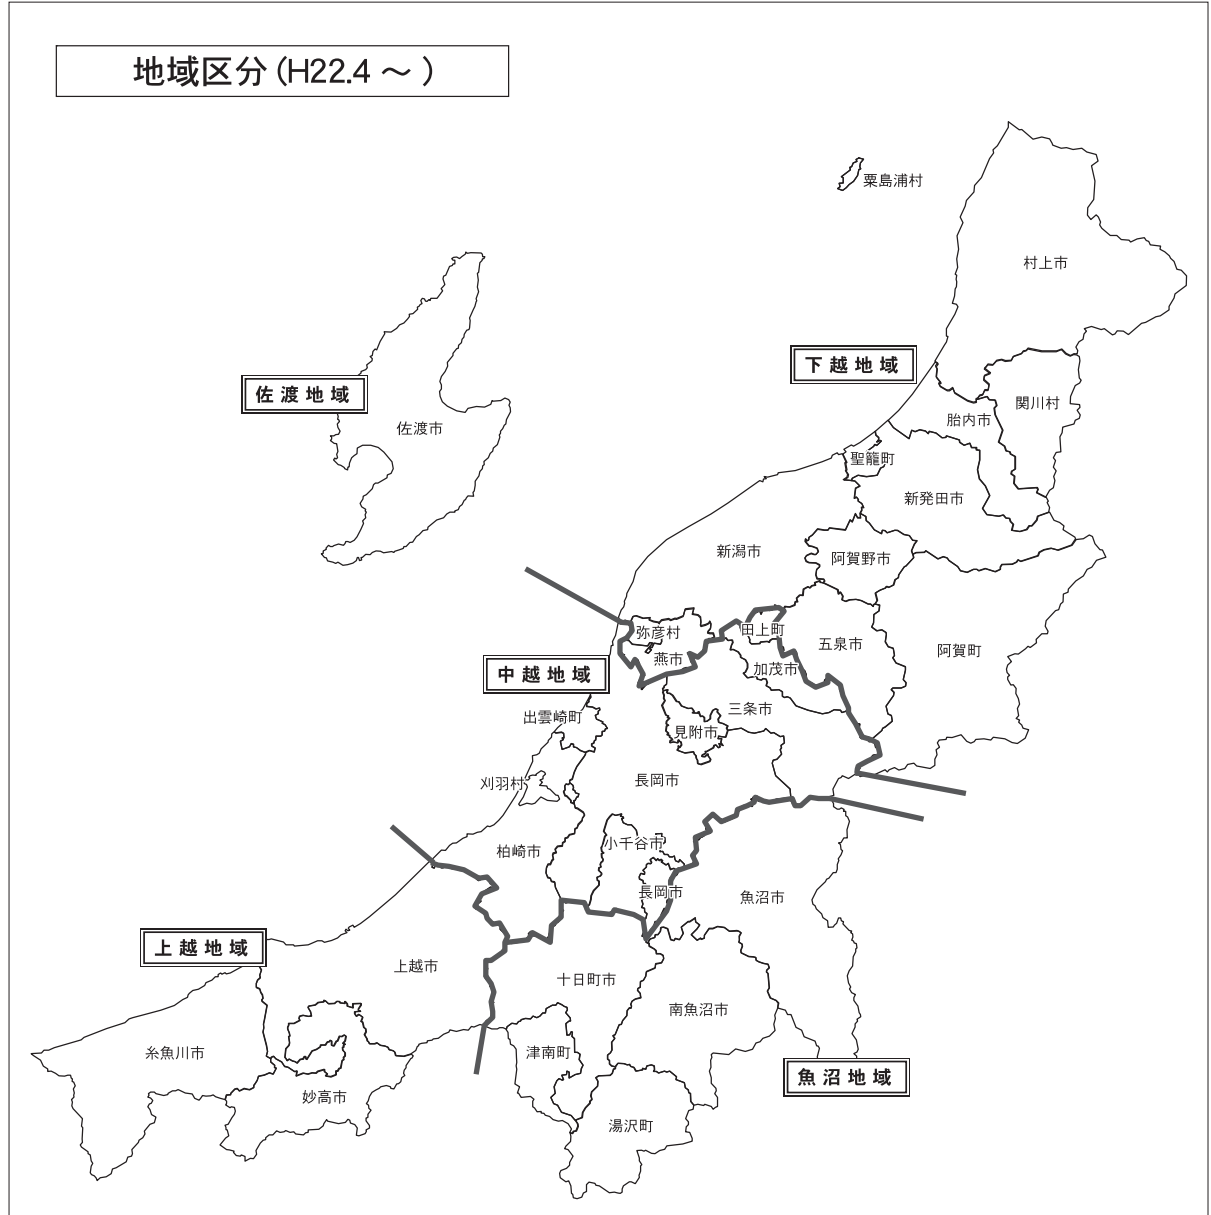 地域区分(H22.4 ～ )
粟島浦村
村上市
下越地域
佐渡地域
関川村
胎内市
佐渡市
聖籠町
新発田市
新潟市
阿賀野市
弥彦村
田上町
五泉市
阿賀町
燕市
加茂市
中越地域
三条市
出雲崎町
見附市
長岡市
刈羽村
小千谷市
柏崎市
長岡市
魚沼市
上越地域
上越市
十日町市
南魚沼市
糸魚川市
津南町
魚沼地域
妙高市
湯沢町